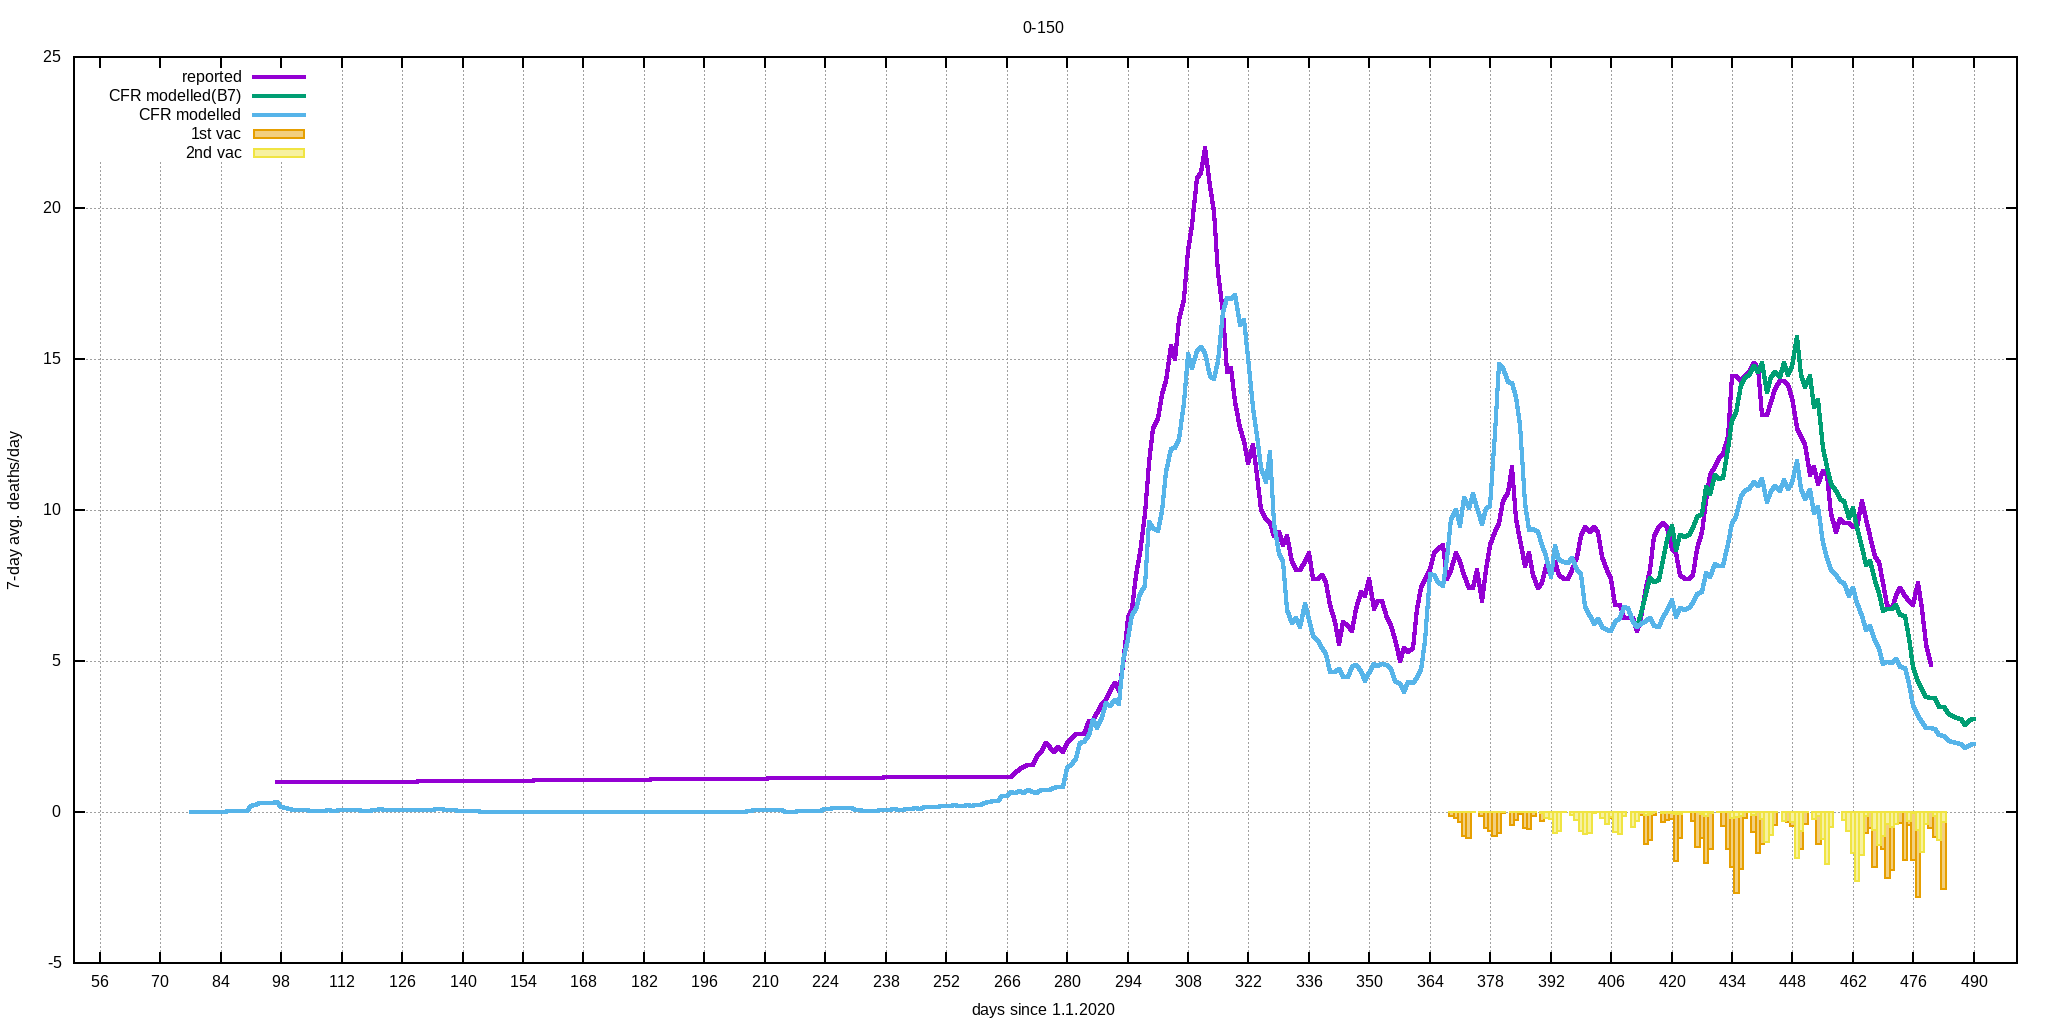 0-150
25
reported
CFR modelled(B7)
CFR modelled
1st vac
2nd vac
20
15
10
5
0
-5
7-day avg. deaths/day
56 70 84 98 112 126 140 154 168 182 196 210 224 238 252 266 280 294 308 322 336 350 364 378 392 406 420 434 448 462 476 490
days since 1.1.2020